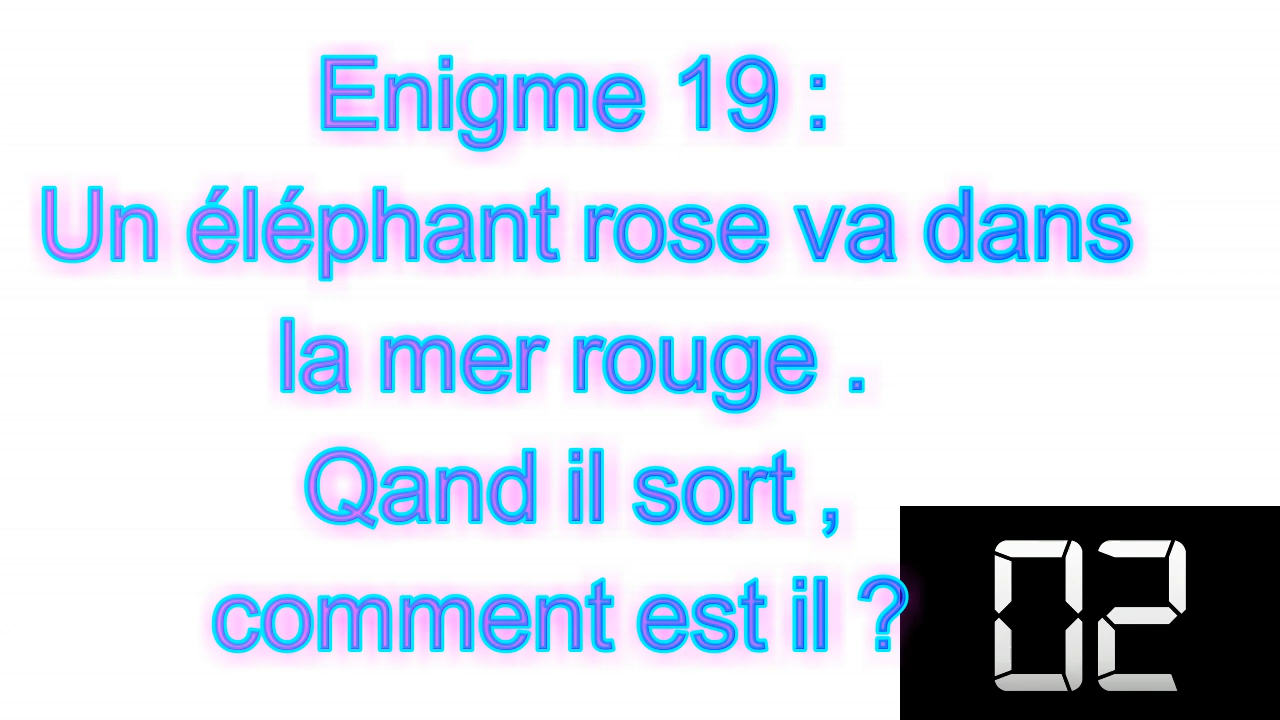 Enigme 19 :
Un éléphant rose va dans
la mer rouge .
Qand il sort ,
comment est il ?
02